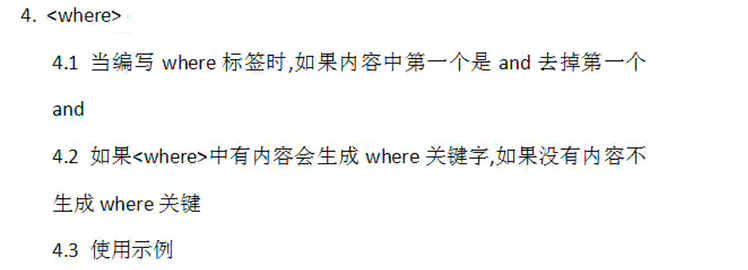 4. <where>
4.1 当编写 where 标签时,如果内容中第一个是 and 去掉第一个
and
4.2 如果<where>中有内容会生成 where 关键字,如果没有内容不
生成 where 关键
4.3 使用示例